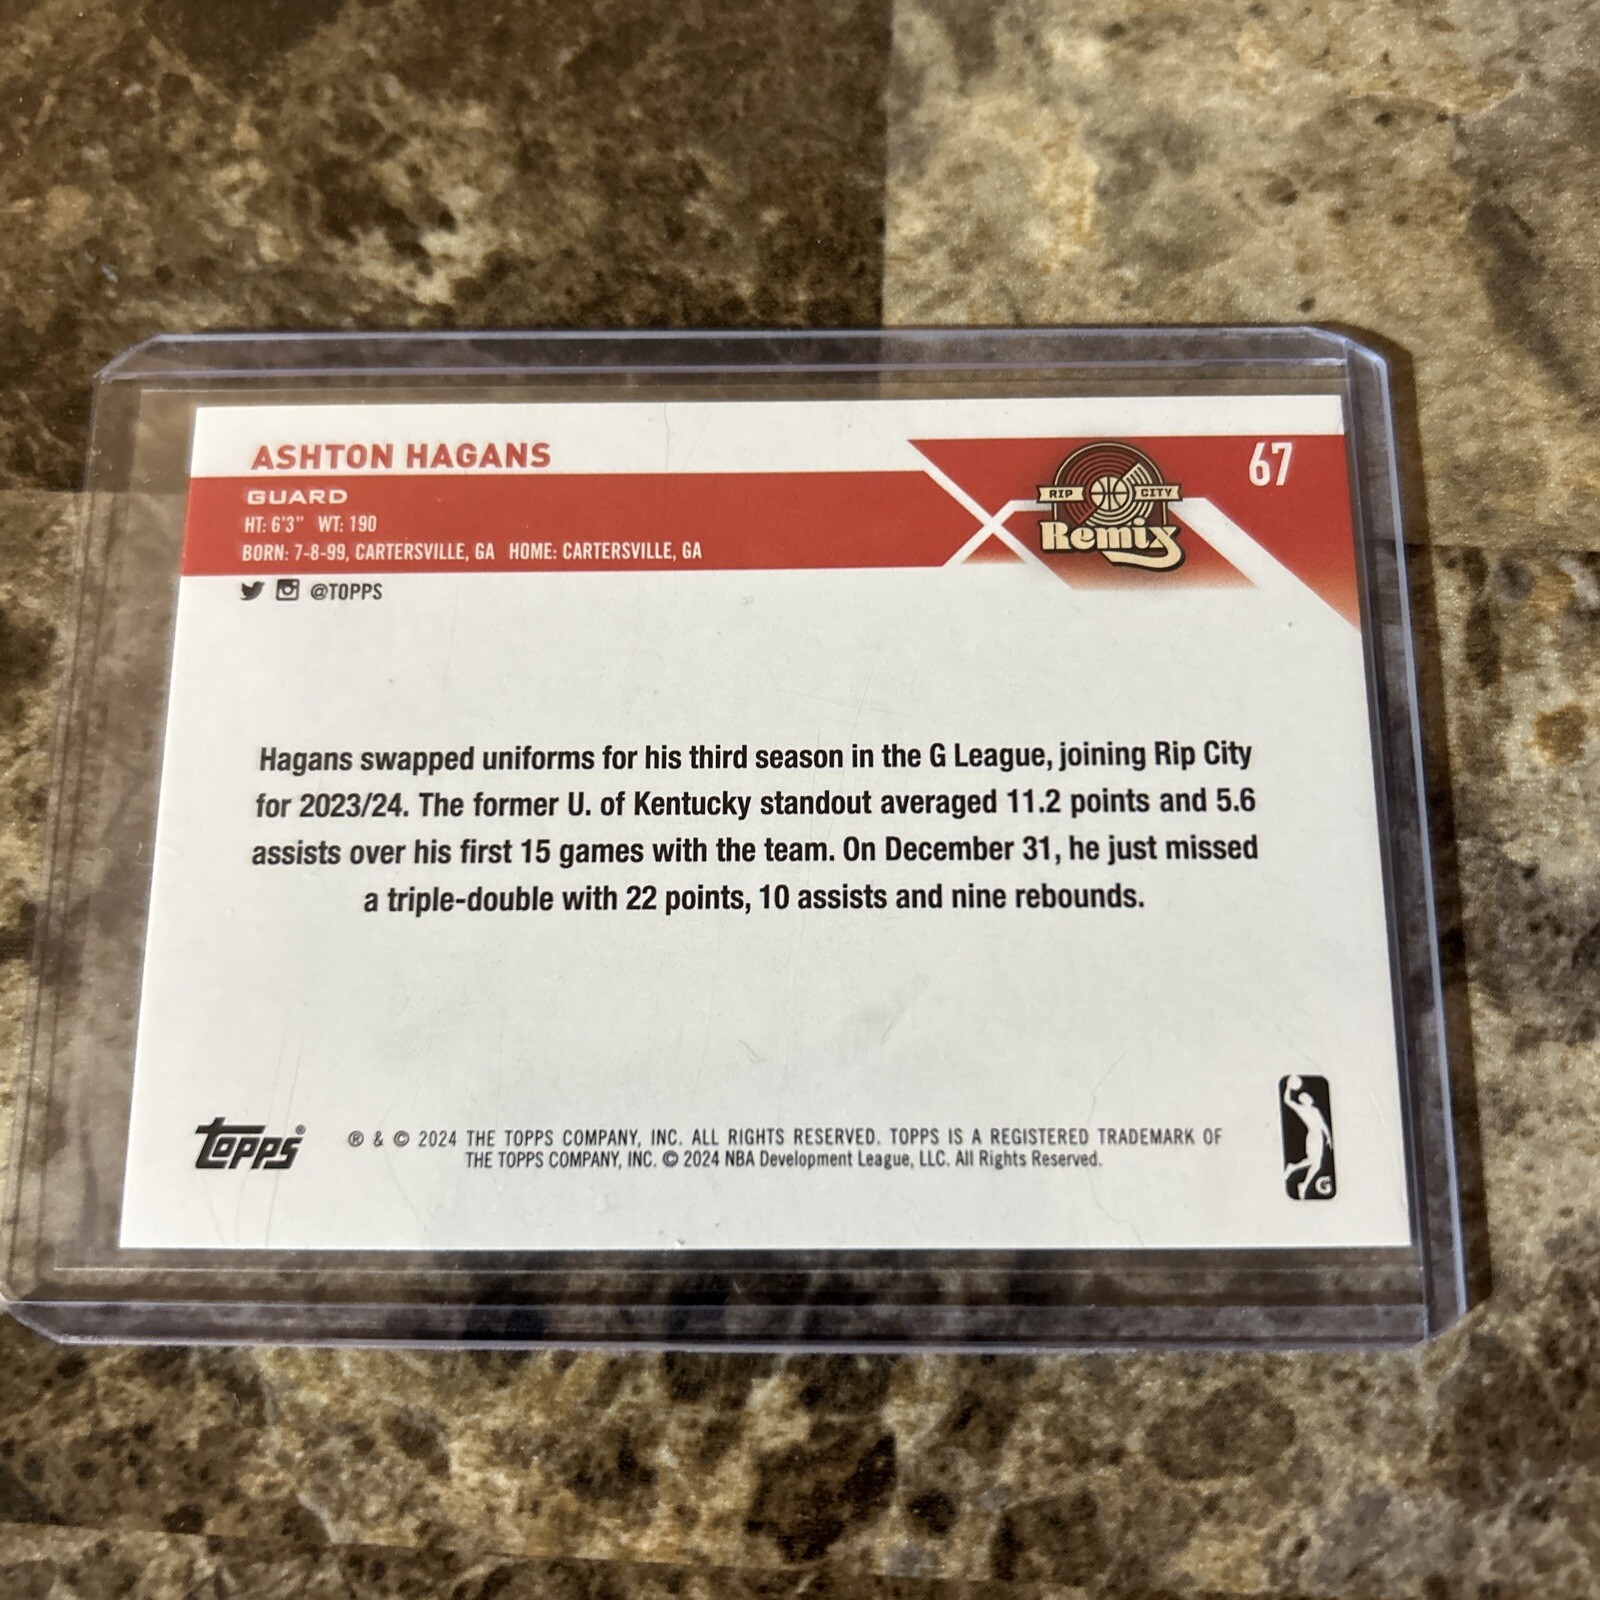 ASHTON HAGANS
67
GUARD
HT: 6'3" WT: 190
BORN: 7-8-99, CARTERSVILLE, GA HOME: CARTERSVILLE, GA
RIP CITY
Remix
@TOPPS
Hagans swapped uniforms for his third season in the G League, joining Rip City
for 2023/24. The former U. of Kentucky standout averaged 11.2 points and 5.6
assists over his first 15 games with the team. On December 31, he just missed
a triple-double with 22 points, 10 assists and nine rebounds.
TOPPS®
® & © 2024 THE TOPPS COMPANY, INC. ALL RIGHTS RESERVED. TOPPS IS A REGISTERED TRADEMARK OF
THE TOPPS COMPANY, INC. © 2024 NBA Development League, LLC. All Rights Reserved.
G